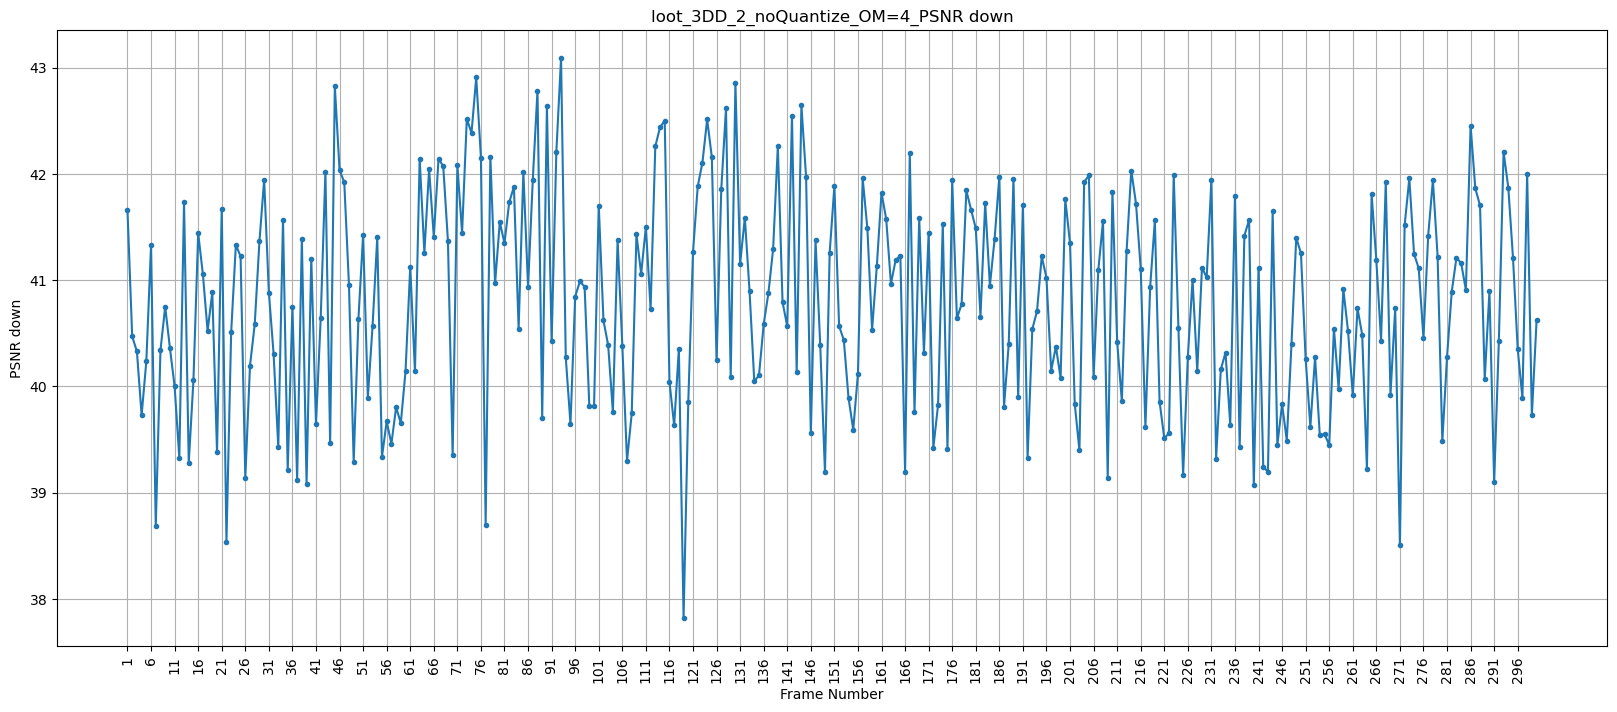 loot_3DD_2_noQuantize_OM=4_PSNR down
PSNR down
43
42
41
40
39
38
1 6 11 16 21 26 31 36 41 46 51 56 61 66 71 76 81 86 91 96 101 106 111 116 121 126 131 136 141 146 151 156 161 166 171 176 181 186 191 196 201 206 211 216 221 226 231 236 241 246 251 256 261 266 271 276 281 286 291 296
Frame Number